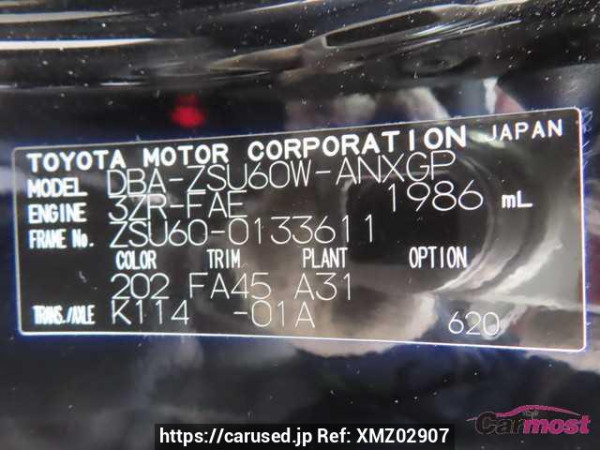 TOYOTA MOTOR CORPORATION JAPAN
MODEL DBA-ZSU60W-ANXGP
ENGINE 3ZR-FAE 1986 mL
FRAME No. ZSU60-0133611
COLOR TRIM PLANT OPTION
202 FA45 A31
TRANS./AXLE K114 -01A 620
Carmost
https://carused.jp Ref: XMZ02907